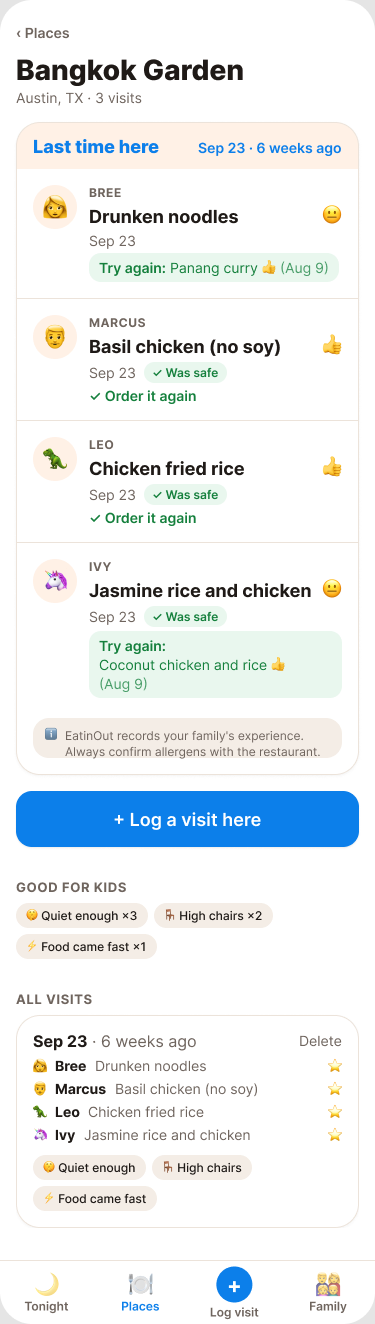 ‹ Places
Bangkok Garden
Austin, TX · 3 visits
Last time here
Sep 23 · 6 weeks ago
BREE
Drunken noodles
Sep 23
Try again: Panang curry 👍 (Aug 9)
MARCUS
Basil chicken (no soy)
Sep 23 ✓ Was safe
✓ Order it again
LEO
Chicken fried rice
Sep 23 ✓ Was safe
✓ Order it again
IVY
Jasmine rice and chicken
Sep 23 ✓ Was safe
Try again:
Coconut chicken and rice 👍
(Aug 9)
EatinOut records your family's experience.
Always confirm allergens with the restaurant.
+ Log a visit here
GOOD FOR KIDS
Quiet enough ×3
High chairs ×2
Food came fast ×1
ALL VISITS
Sep 23 · 6 weeks ago
Delete
Bree Drunken noodles
Marcus Basil chicken (no soy)
Leo Chicken fried rice
Ivy Jasmine rice and chicken
Quiet enough
High chairs
Food came fast
Tonight
Places
+
Log visit
Family